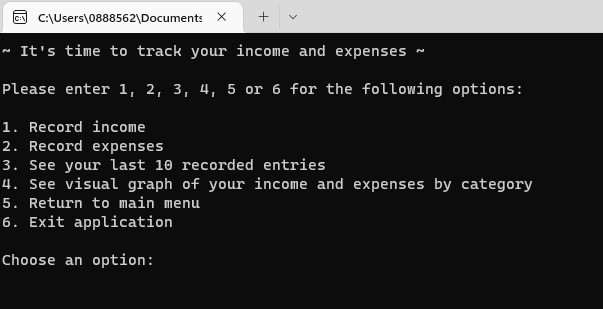 C:\Users\0888562\Documents
~ It's time to track your income and expenses ~
Please enter 1, 2, 3, 4, 5 or 6 for the following options:
1. Record income
2. Record expenses
3. See your last 10 recorded entries
4. See visual graph of your income and expenses by category
5. Return to main menu
6. Exit application
Choose an option: